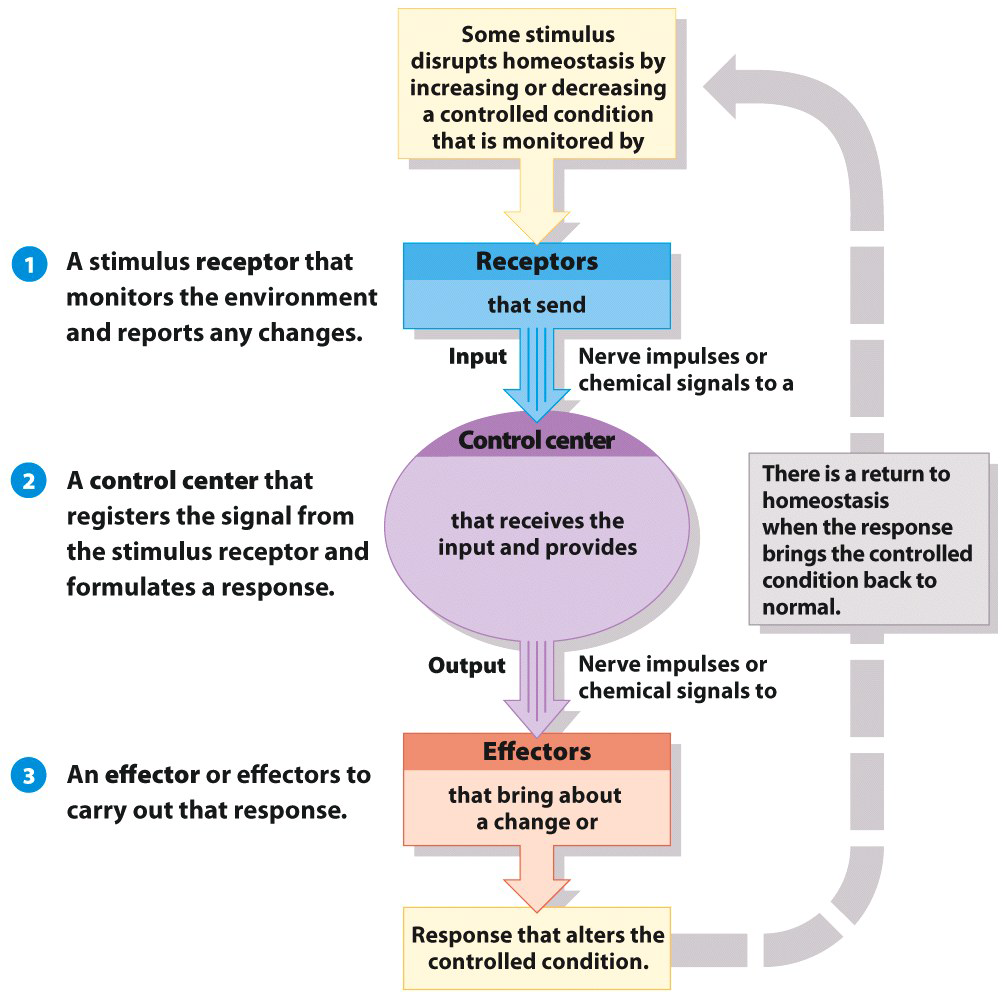 Some stimulus
disrupts homeostasis by
increasing or decreasing
a controlled condition
that is monitored by
1
A stimulus receptor that
monitors the environment
and reports any changes.
Receptors
that send
Input
Nerve impulses or
chemical signals to a
2
A control center that
registers the signal from
the stimulus receptor and
formulates a response.
Control center
that receives the
input and provides
There is a return to
homeostasis
when the response
brings the controlled
condition back to
normal.
Output
Nerve impulses or
chemical signals to
3
An effector or effectors to
carry out that response.
Effectors
that bring about
a change or
Response that alters the
controlled condition.